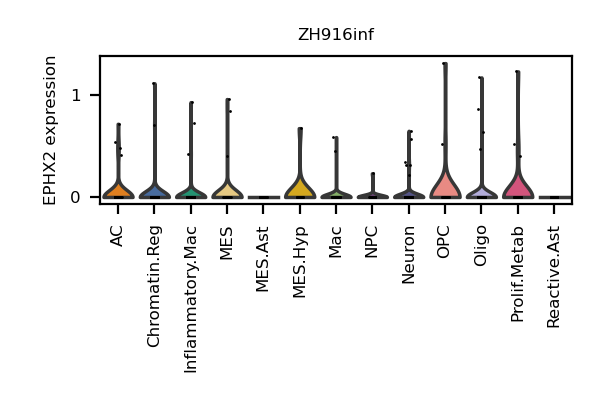 ZH916inf
EPHX2 expression
1
0
AC
Chromatin.Reg
Inflammatory.Mac
MES
MES.Ast
MES.Hyp
Mac
NPC
Neuron
OPC
Oligo
Prolif.Metab
Reactive.Ast